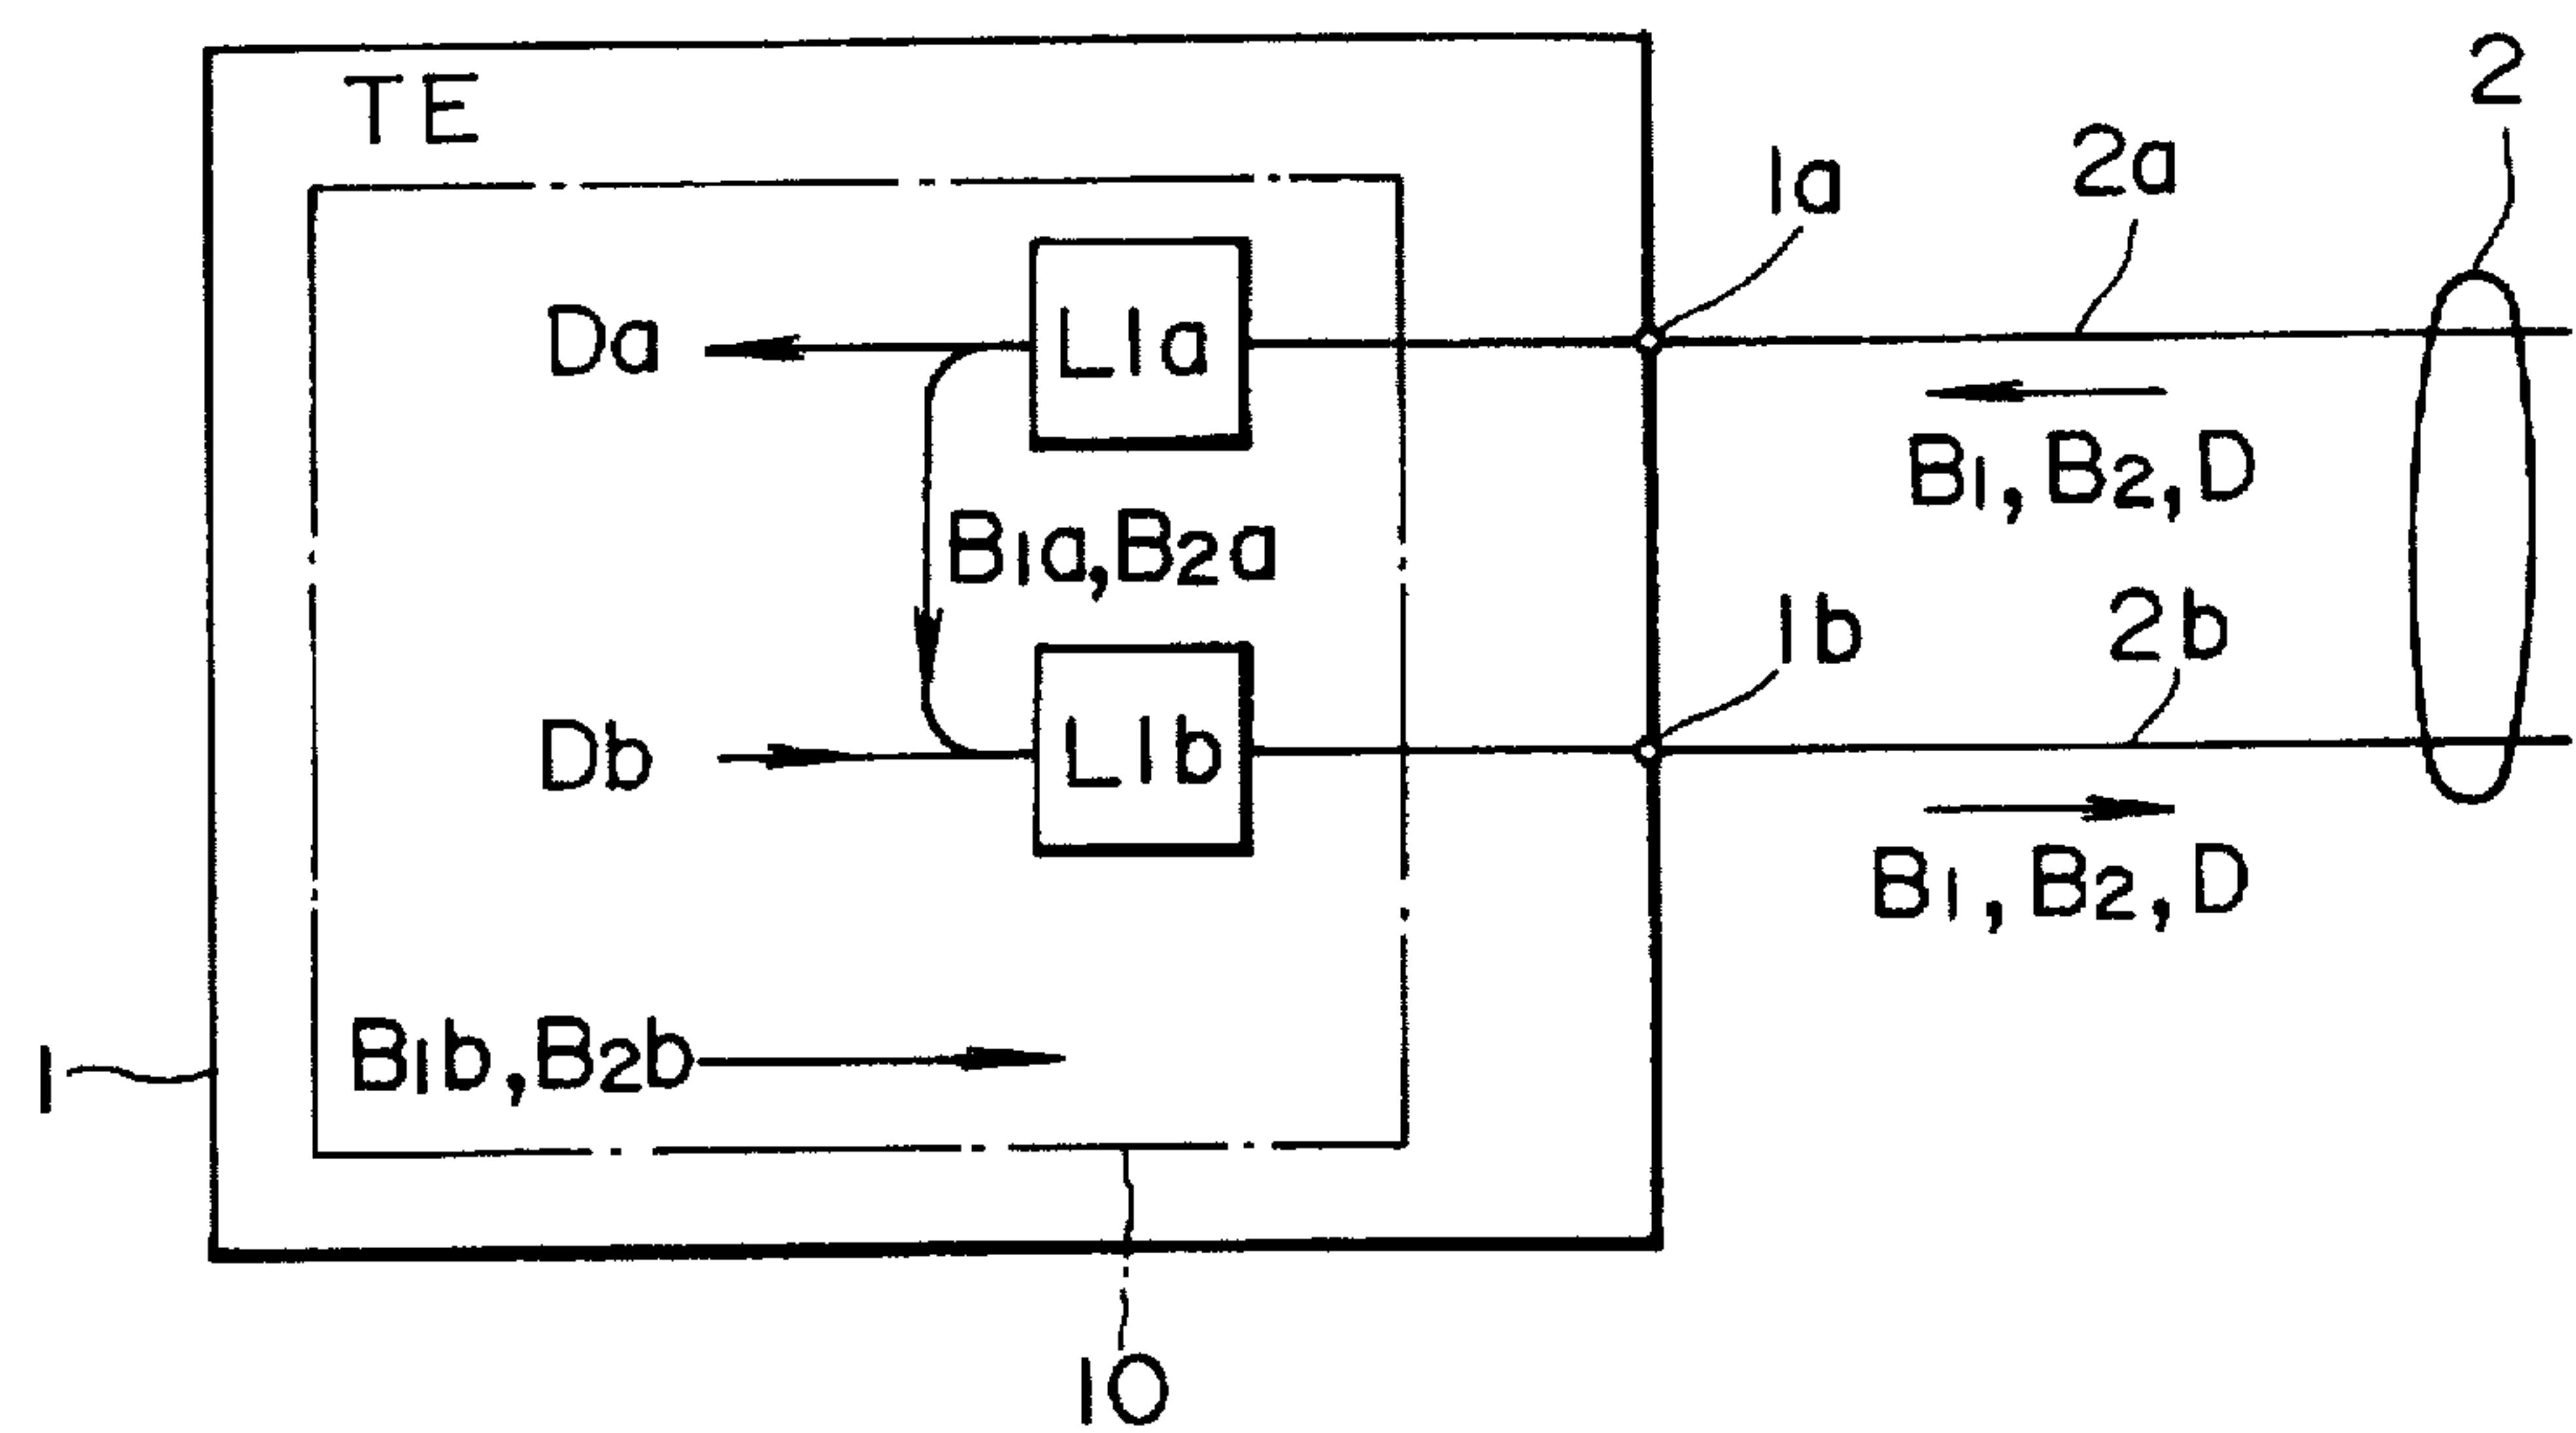 TE
2
1a
2a
Da
L1a
B1, B2, D
B1a, B2a
1b
2b
Db
L1b
B1, B2, D
B1b, B2b
1
10